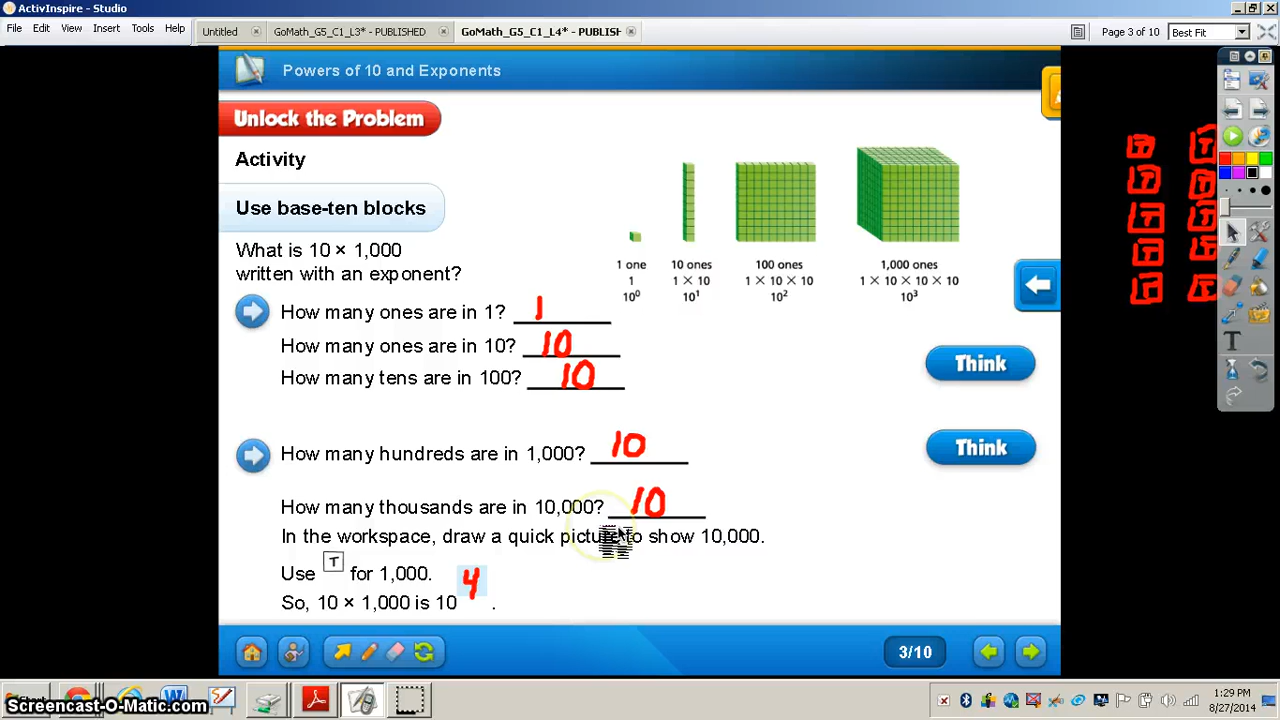 ActivInspire - Studio
File Edit View Insert Tools Help
Untitled
GoMath_G5_C1_L3* - PUBLISHED
GoMath_G5_C1_L4* - PUBLISH
Page 3 of 10
Best Fit
Powers of 10 and Exponents
Unlock the Problem
Activity
Use base-ten blocks
What is 10 × 1,000
written with an exponent?
1 one 10 ones 100 ones 1,000 ones
1 1 × 10 1 × 10 × 10 1 × 10 × 10 × 10
10⁰ 10¹ 10² 10³
How many ones are in 1? 1
How many ones are in 10? 10
How many tens are in 100? 10
Think
How many hundreds are in 1,000? 10
Think
How many thousands are in 10,000? 10
In the workspace, draw a quick picture to show 10,000.
Use T for 1,000.
So, 10 × 1,000 is 10⁴ .
T T
T T
T T
T T
T T
T
3/10
Screencast-O-Matic.com
1:29 PM
8/27/2014